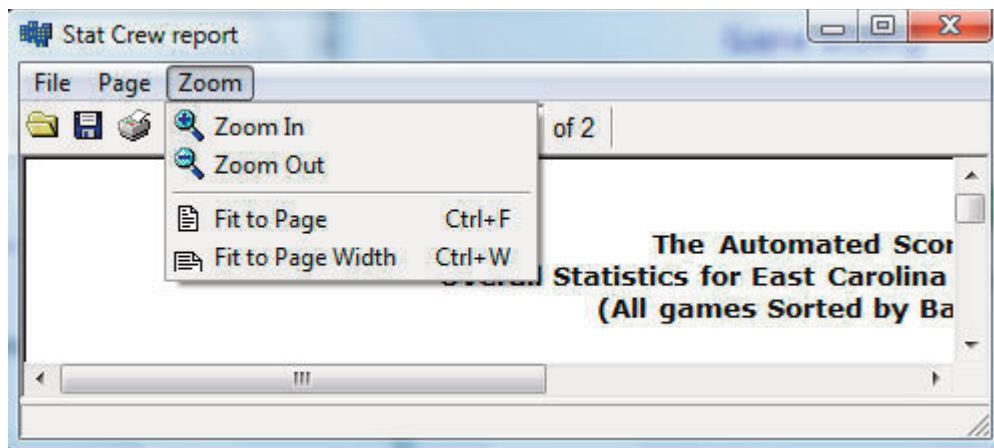 Stat Crew report
File Page Zoom
of 2
Zoom In
Zoom Out
Fit to Page Ctrl+F
Fit to Page Width Ctrl+W
The Automated Scor
Statistics for East Carolina
(All games Sorted by Ba